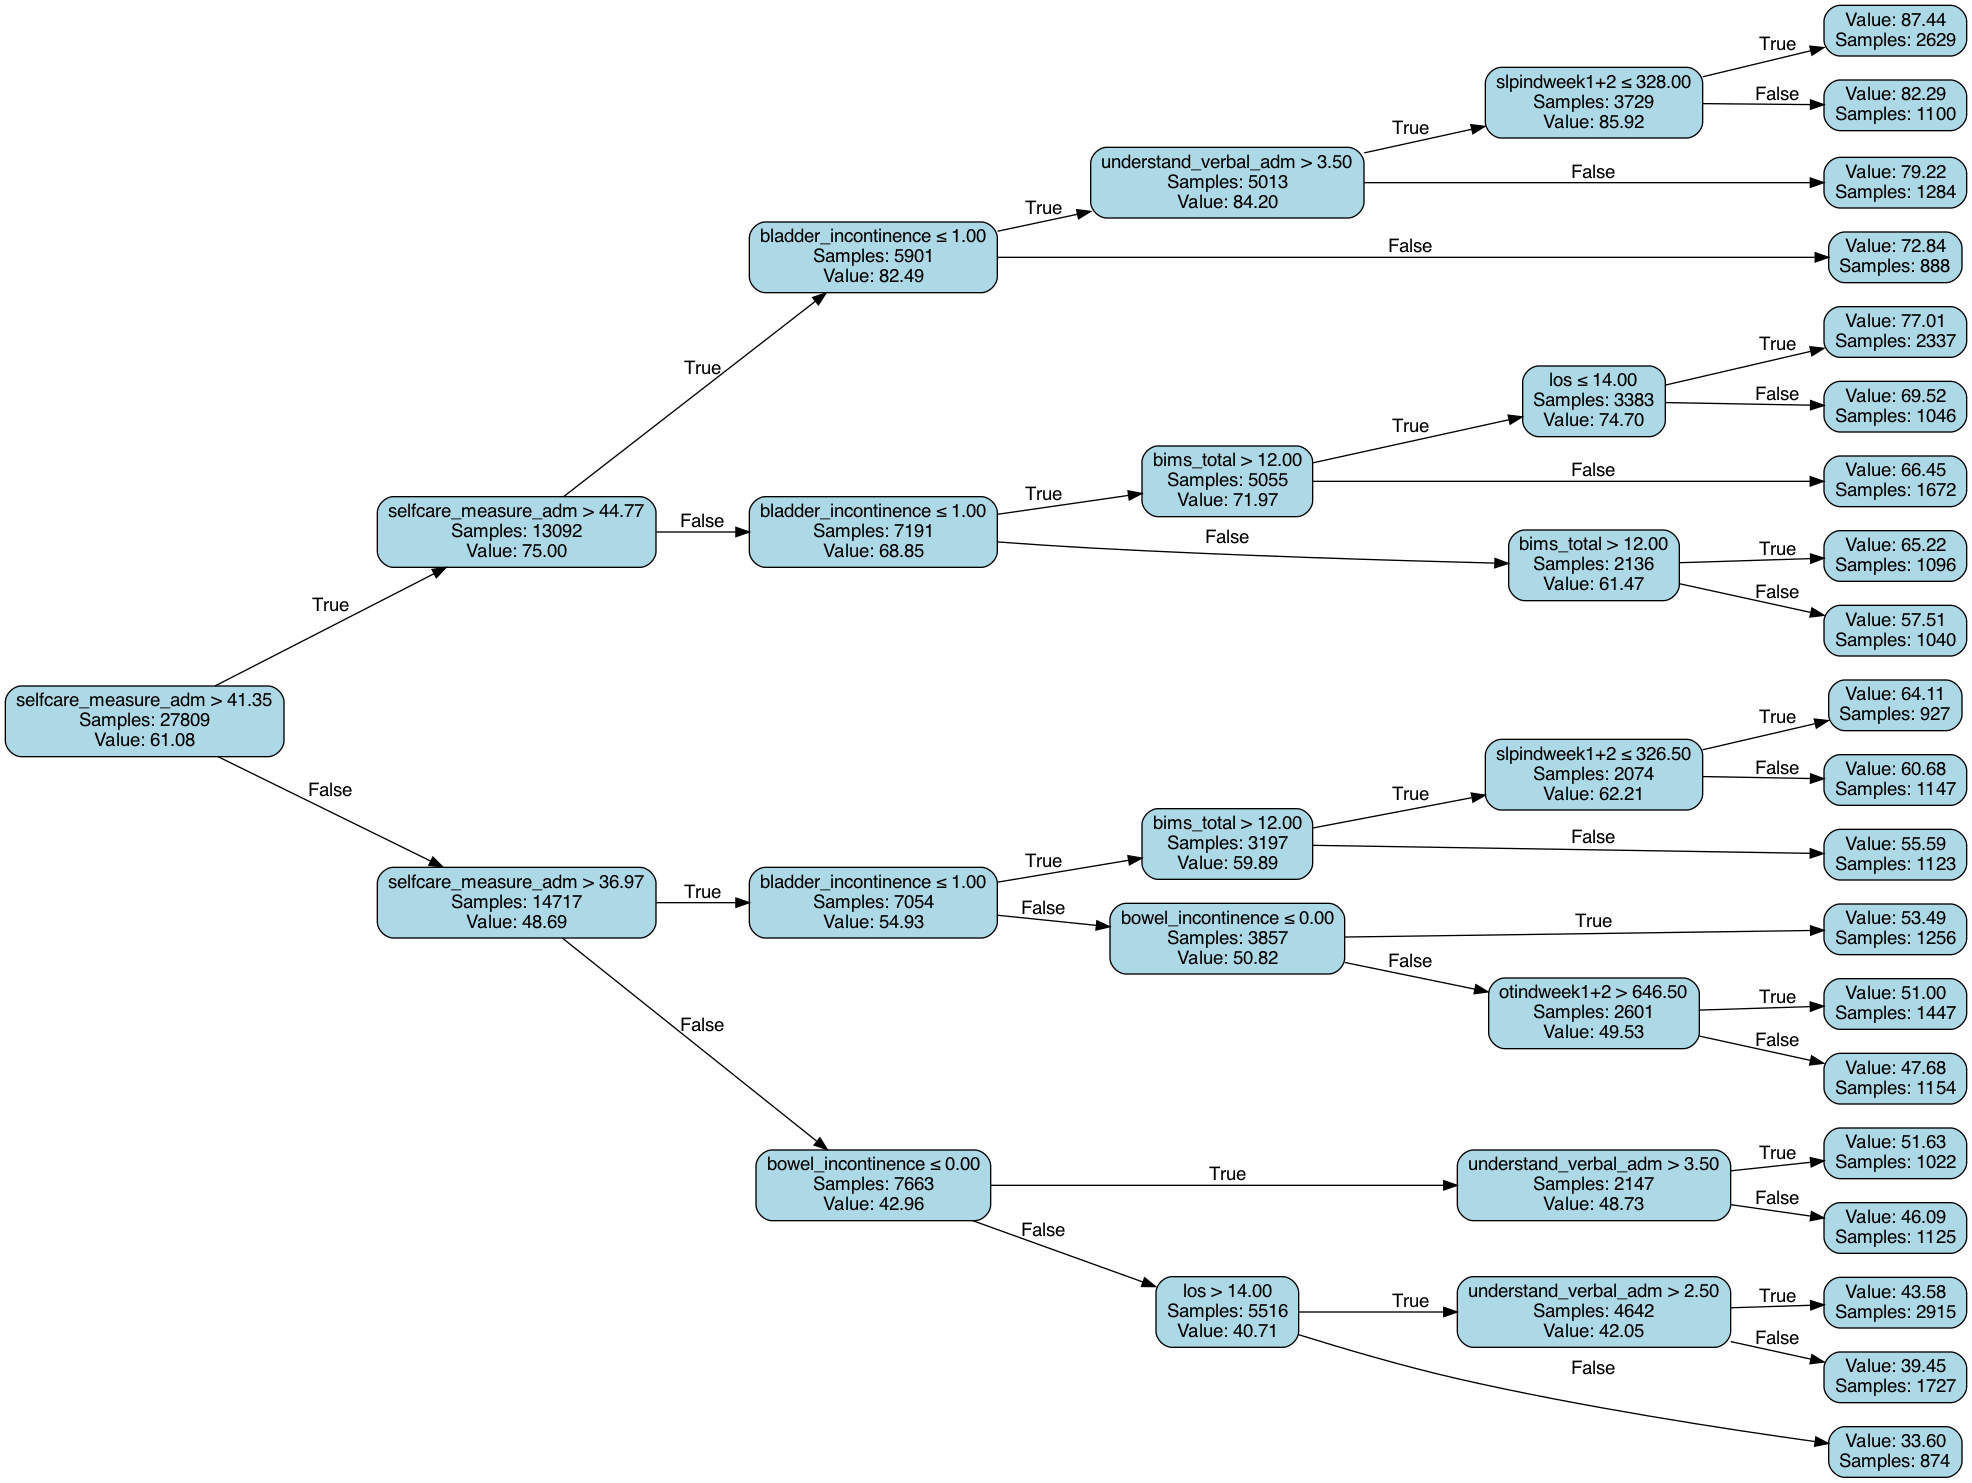 Value: 87.44
Samples: 2629
True
slpindweek1+2 ≤ 328.00
Samples: 3729
Value: 85.92
False
Value: 82.29
Samples: 1100
True
understand_verbal_adm > 3.50
Samples: 5013
Value: 84.20
False
Value: 79.22
Samples: 1284
True
bladder_incontinence ≤ 1.00
Samples: 5901
Value: 82.49
False
Value: 72.84
Samples: 888
True
Value: 77.01
Samples: 2337
True
los ≤ 14.00
Samples: 3383
Value: 74.70
False
Value: 69.52
Samples: 1046
True
bims_total > 12.00
Samples: 5055
Value: 71.97
False
Value: 66.45
Samples: 1672
selfcare_measure_adm > 44.77
Samples: 13092
Value: 75.00
False
bladder_incontinence ≤ 1.00
Samples: 7191
Value: 68.85
True
False
bims_total > 12.00
Samples: 2136
Value: 61.47
True
Value: 65.22
Samples: 1096
False
Value: 57.51
Samples: 1040
True
selfcare_measure_adm > 41.35
Samples: 27809
Value: 61.08
False
Value: 64.11
Samples: 927
True
slpindweek1+2 ≤ 326.50
Samples: 2074
Value: 62.21
False
Value: 60.68
Samples: 1147
True
bims_total > 12.00
Samples: 3197
Value: 59.89
False
Value: 55.59
Samples: 1123
selfcare_measure_adm > 36.97
Samples: 14717
Value: 48.69
True
bladder_incontinence ≤ 1.00
Samples: 7054
Value: 54.93
True
False
bowel_incontinence ≤ 0.00
Samples: 3857
Value: 50.82
True
Value: 53.49
Samples: 1256
False
otindweek1+2 > 646.50
Samples: 2601
Value: 49.53
True
Value: 51.00
Samples: 1447
False
Value: 47.68
Samples: 1154
False
bowel_incontinence ≤ 0.00
Samples: 7663
Value: 42.96
True
understand_verbal_adm > 3.50
Samples: 2147
Value: 48.73
True
Value: 51.63
Samples: 1022
False
Value: 46.09
Samples: 1125
False
los > 14.00
Samples: 5516
Value: 40.71
True
understand_verbal_adm > 2.50
Samples: 4642
Value: 42.05
True
Value: 43.58
Samples: 2915
False
Value: 39.45
Samples: 1727
False
Value: 33.60
Samples: 874